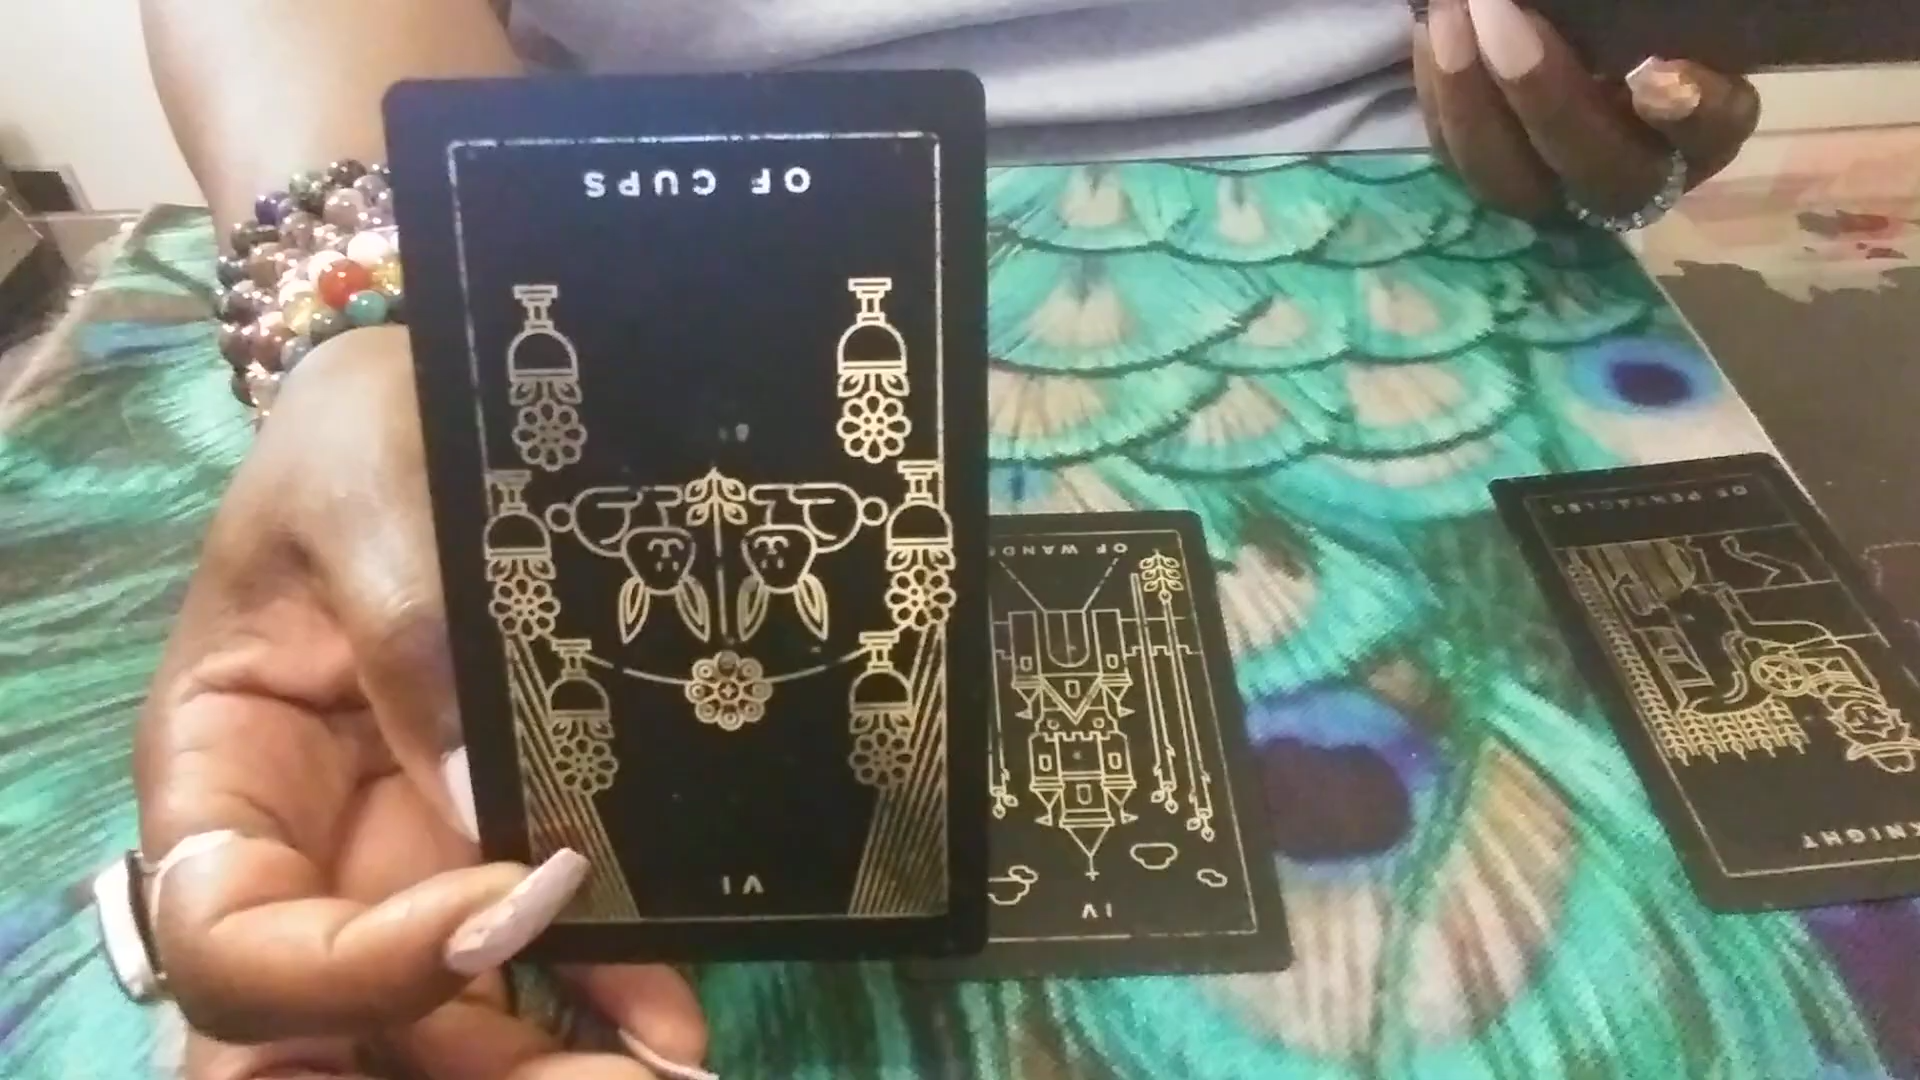 OF CUPS
VI
OF WANDS
IV
OF PENTACLES
KNIGHT